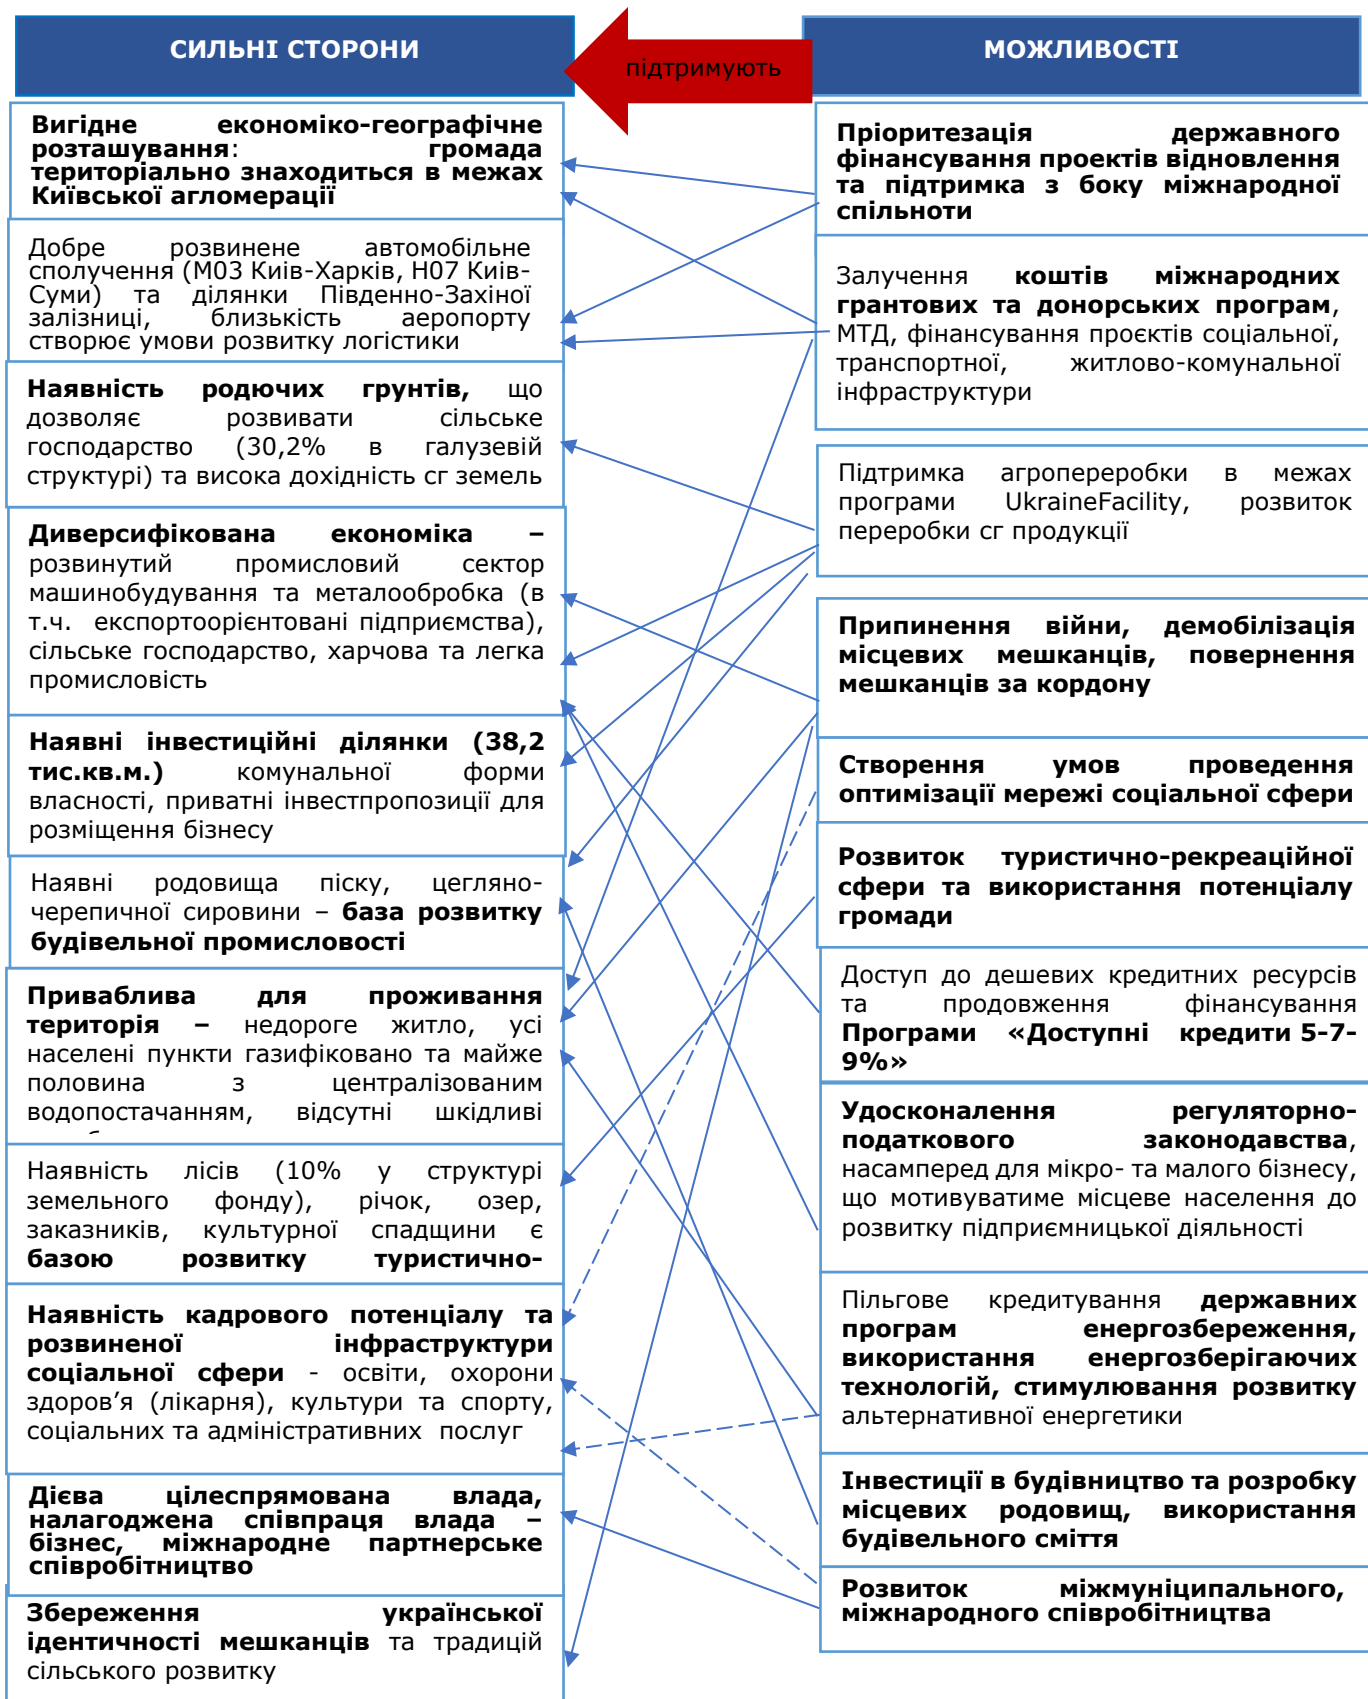 СИЛЬНІ СТОРОНИ
підтримують
МОЖЛИВОСТІ
Вигідне економіко-географічне
розташування: громада
територіально знаходиться в межах
Київської агломерації
Добре розвинене автомобільне
сполучення (М03 Київ-Харків, Н07 Київ-
Суми) та ділянки Південно-Західної
залізниці, близькість аеропорту
створює умови розвитку логістики
Наявність родючих грунтів, що
дозволяє розвивати сільське
господарство (30,2% в галузевій
структурі) та висока дохідність сг земель
Диверсифікована економіка –
розвинутий промисловий сектор
машинобудування та металообробка (в
т.ч. експортоорієнтовані підприємства),
сільське господарство, харчова та легка
промисловість
Наявні інвестиційні ділянки (38,2
тис.кв.м.) комунальної форми
власності, приватні інвестпропозиції для
розміщення бізнесу
Наявні родовища піску, цегляно-
черепичної сировини – база розвитку
будівельної промисловості
Приваблива для проживання
територія – недороге житло, усі
населені пункти газифіковано та майже
половина з централізованим
водопостачанням, відсутні шкідливі
Наявність лісів (10% у структурі
земельного фонду), річок, озер,
заказників, культурної спадщини є
базою розвитку туристично-
Наявність кадрового потенціалу та
розвиненої інфраструктури
соціальної сфери - освіти, охорони
здоров’я (лікарня), культури та спорту,
соціальних та адміністративних послуг
Дієва цілеспрямована влада,
налагоджена співпраця влада –
бізнес, міжнародне партнерське
співробітництво
Збереження української
ідентичності мешканців та традицій
сільського розвитку
Пріоритезація державного
фінансування проектів відновлення
та підтримка з боку міжнародної
спільноти
Залучення коштів міжнародних
грантових та донорських програм,
МТД, фінансування проєктів соціальної,
транспортної, житлово-комунальної
інфраструктури
Підтримка агропереробки в межах
програми UkraineFacility, розвиток
переробки сг продукції
Припинення війни, демобілізація
місцевих мешканців, повернення
мешканців за кордону
Створення умов проведення
оптимізації мережі соціальної сфери
Розвиток туристично-рекреаційної
сфери та використання потенціалу
громади
Доступ до дешевих кредитних ресурсів
та продовження фінансування
Програми «Доступні кредити 5-7-
9%»
Удосконалення регуляторно-
податкового законодавства,
насамперед для мікро- та малого бізнесу,
що мотивуватиме місцеве населення до
розвитку підприємницької діяльності
Пільгове кредитування державних
програм енергозбереження,
використання енергозберігаючих
технологій, стимулювання розвитку
альтернативної енергетики
Інвестиції в будівництво та розробку
місцевих родовищ, використання
будівельного сміття
Розвиток міжмуніципального,
міжнародного співробітництва